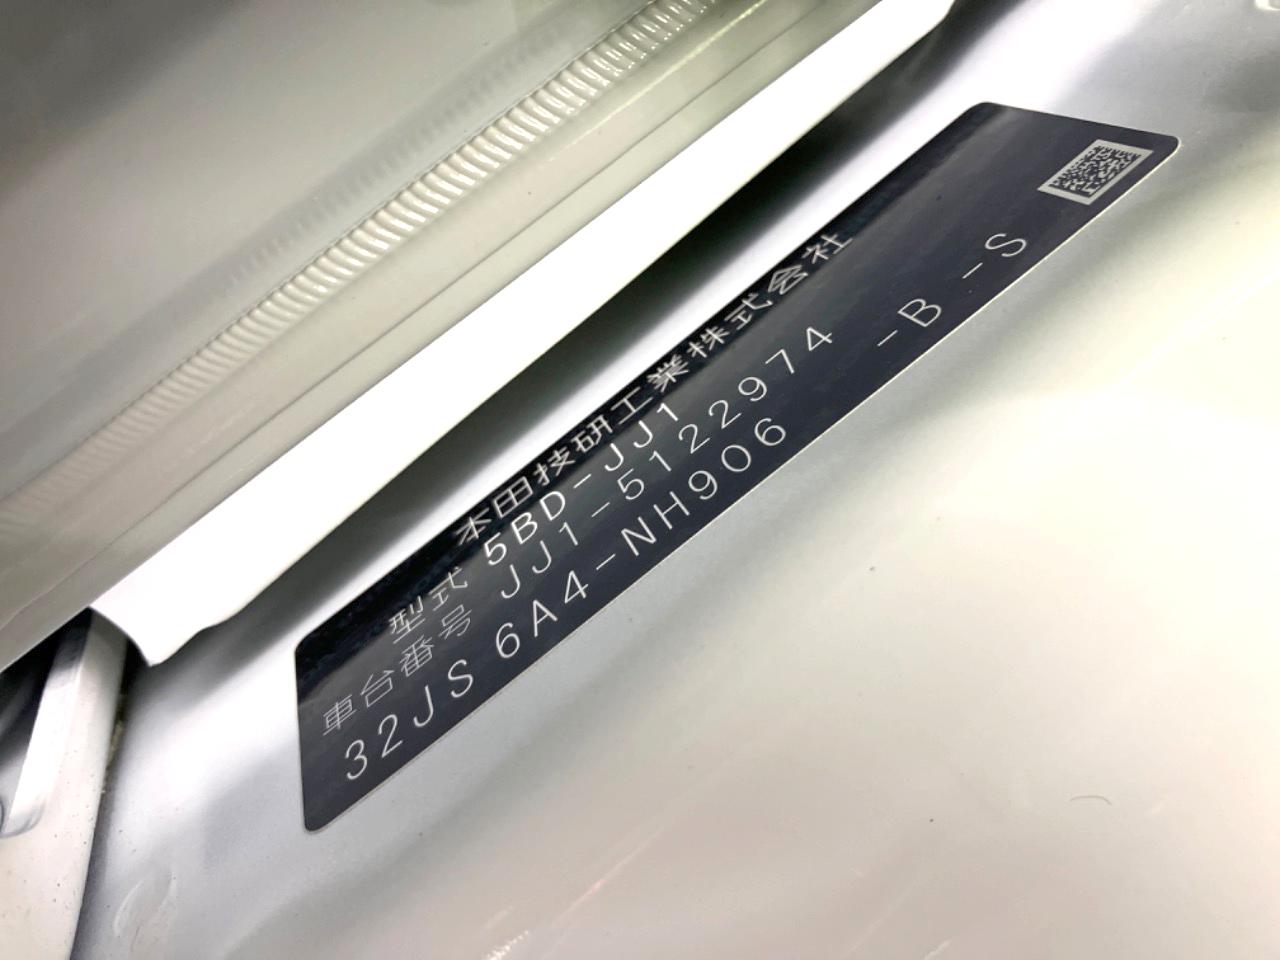 本田技研工業株式会社
型式 5BD-JJ1
車台番号 JJ1-5122974
32JS 6A4-NH906 -B -S